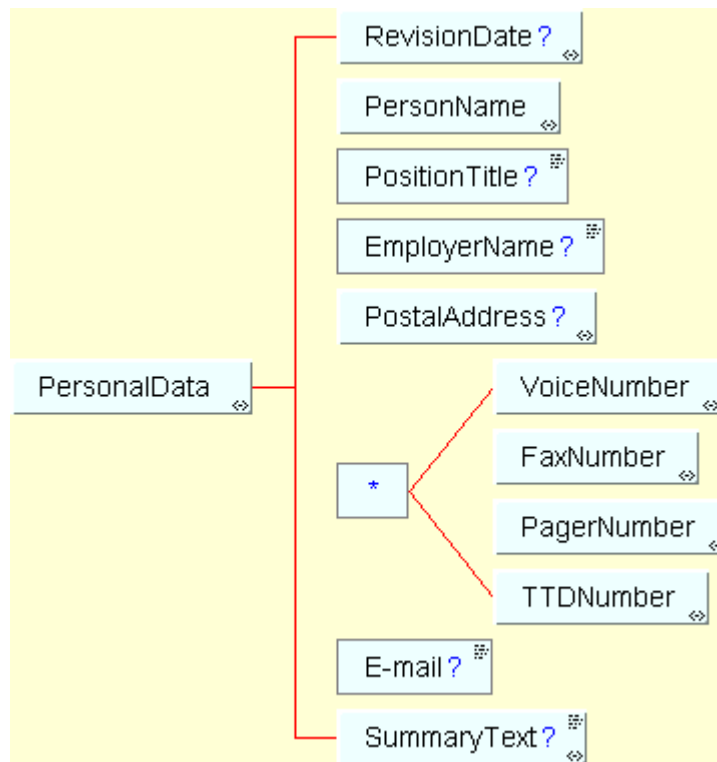 RevisionDate?
PersonName
PositionTitle?
EmployerName?
PostalAddress?
PersonalData
VoiceNumber
FaxNumber
*
PagerNumber
TTDNumber
E-mail?
SummaryText?